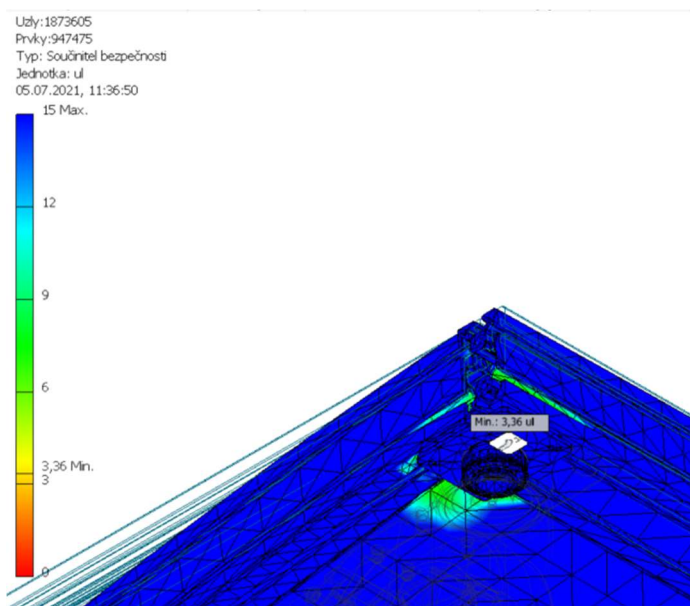 Uzly:1873605
Prvky:947475
Typ: Součinitel bezpečnosti
Jednotka: ul
05.07.2021, 11:36:50
15 Max.
12
9
6
3,36 Min.
3
0
Min.: 3,36 ul